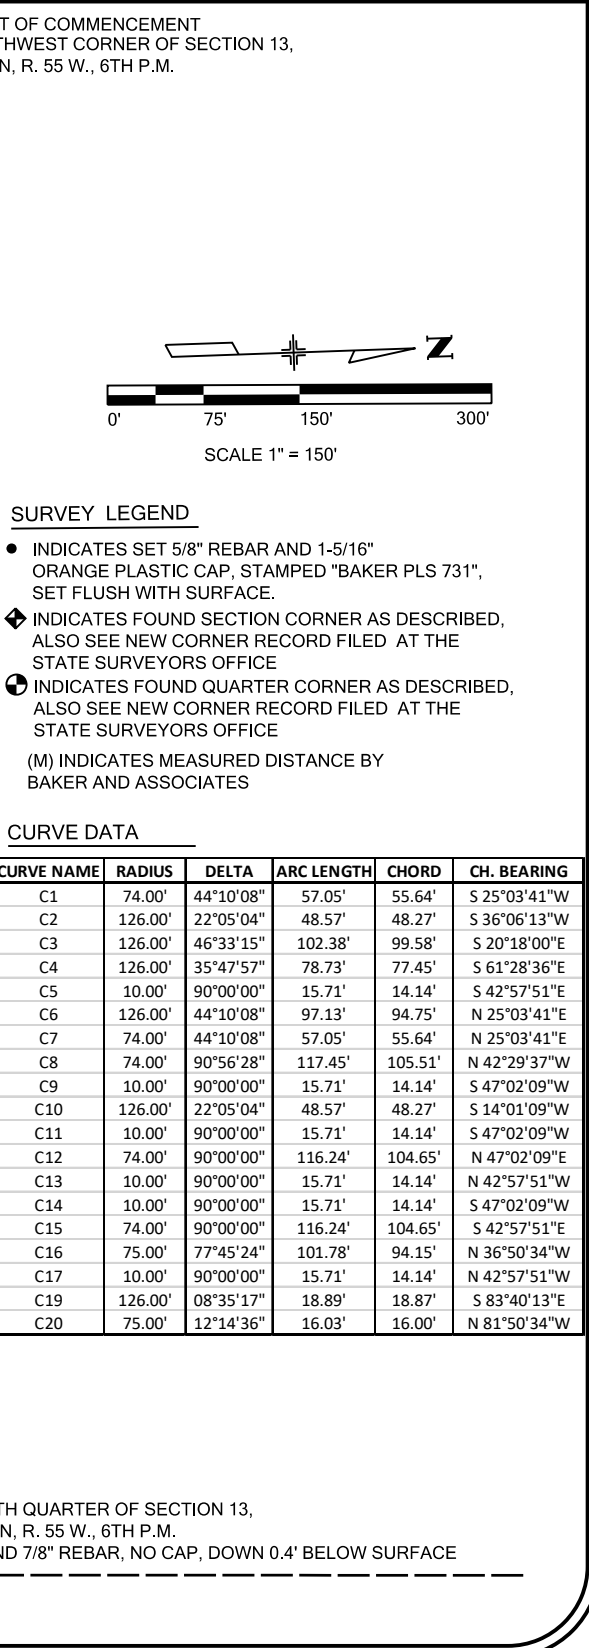 T OF COMMENCEMENT
THWEST CORNER OF SECTION 13,
N, R. 55 W., 6TH P.M.
N
0' 75' 150' 300'
SCALE 1" = 150'
SURVEY LEGEND
INDICATES SET 5/8" REBAR AND 1-5/16"
ORANGE PLASTIC CAP, STAMPED "BAKER PLS 731",
SET FLUSH WITH SURFACE.
INDICATES FOUND SECTION CORNER AS DESCRIBED,
ALSO SEE NEW CORNER RECORD FILED AT THE
STATE SURVEYORS OFFICE
INDICATES FOUND QUARTER CORNER AS DESCRIBED,
ALSO SEE NEW CORNER RECORD FILED AT THE
STATE SURVEYORS OFFICE
(M) INDICATES MEASURED DISTANCE BY
BAKER AND ASSOCIATES
CURVE DATA
CURVE NAME RADIUS DELTA ARC LENGTH CHORD CH. BEARING
C1 74.00' 44°10'08" 57.05' 55.64' S 25°03'41"W
C2 126.00' 22°05'04" 48.57' 48.27' S 36°06'13"W
C3 126.00' 46°33'15" 102.38' 99.58' S 20°18'00"E
C4 126.00' 35°47'57" 78.73' 77.45' S 61°28'36"E
C5 10.00' 90°00'00" 15.71' 14.14' S 42°57'51"E
C6 126.00' 44°10'08" 97.13' 94.75' N 25°03'41"E
C7 74.00' 44°10'08" 57.05' 55.64' N 25°03'41"E
C8 74.00' 90°56'28" 117.45' 105.51' N 42°29'37"W
C9 10.00' 90°00'00" 15.71' 14.14' S 47°02'09"W
C10 126.00' 22°05'04" 48.57' 48.27' S 14°01'09"W
C11 10.00' 90°00'00" 15.71' 14.14' S 47°02'09"W
C12 74.00' 90°00'00" 116.24' 104.65' N 47°02'09"E
C13 10.00' 90°00'00" 15.71' 14.14' N 42°57'51"W
C14 10.00' 90°00'00" 15.71' 14.14' S 47°02'09"W
C15 74.00' 90°00'00" 116.24' 104.65' S 42°57'51"E
C16 75.00' 77°45'24" 101.78' 94.15' N 36°50'34"W
C17 10.00' 90°00'00" 15.71' 14.14' N 42°57'51"W
C19 126.00' 08°35'17" 18.89' 18.87' S 83°40'13"E
C20 75.00' 12°14'36" 16.03' 16.00' N 81°50'34"W
TH QUARTER OF SECTION 13,
N, R. 55 W., 6TH P.M.
ND 7/8" REBAR, NO CAP, DOWN 0.4' BELOW SURFACE